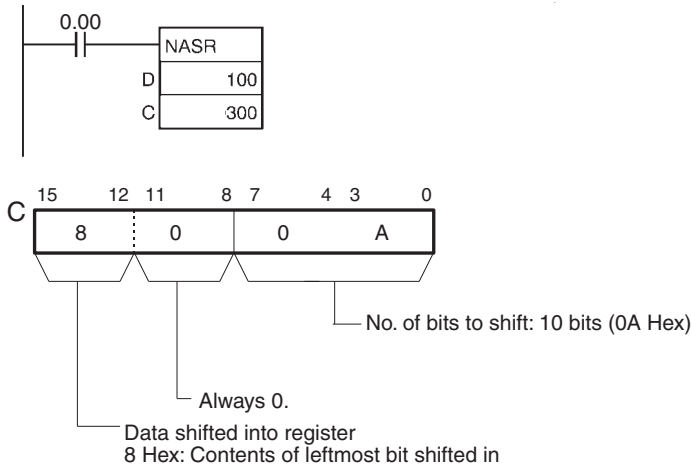 0.00
NASR
D 100
C 300
15 12 11 8 7 4 3 0
C 8 0 0 A
No. of bits to shift: 10 bits (0A Hex)
Always 0.
Data shifted into register
8 Hex: Contents of leftmost bit shifted in